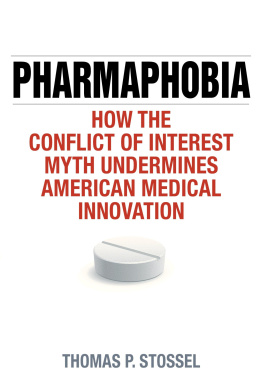 PHARMAPHOBIA
HOW THE
CONFLICT OF INTEREST
MYTH UNDERMINES
AMERICAN MEDICAL
INNOVATION
THOMAS P. STOSSEL